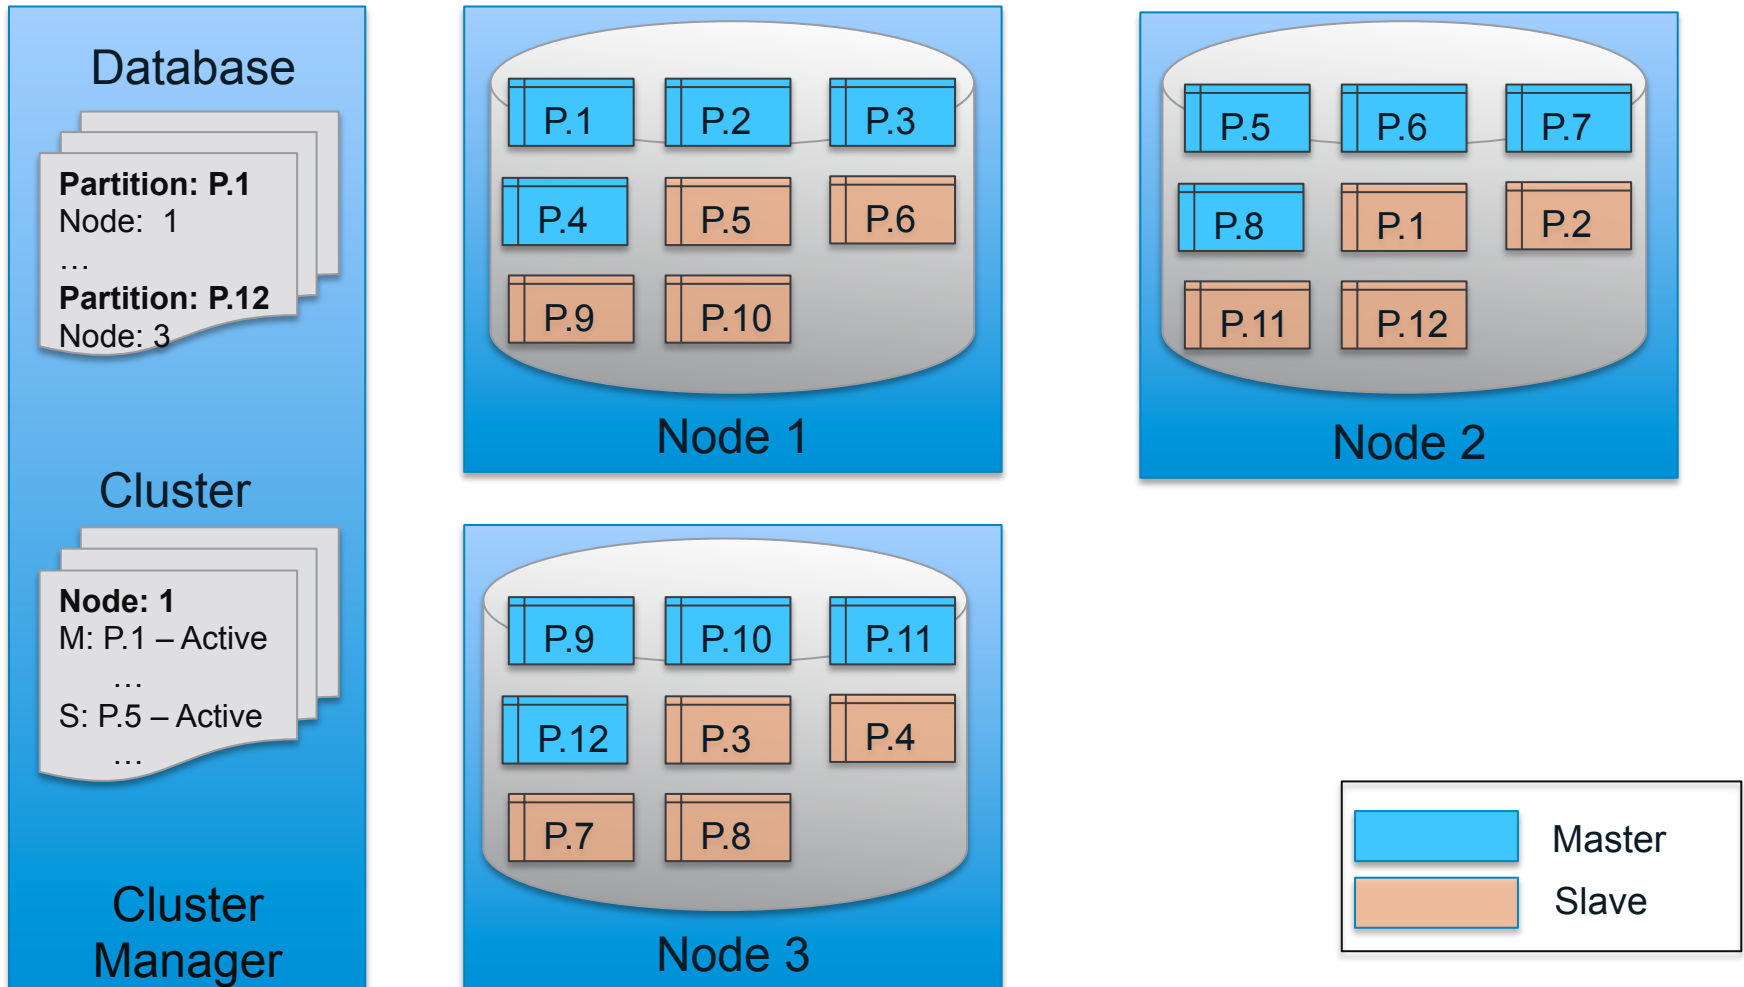 Database
Partition: P.1
Node: 1
…
Partition: P.12
Node: 3
Cluster
Node: 1
M: P.1 – Active
…
S: P.5 – Active
…
Cluster
Manager
P.1 P.2 P.3
P.4 P.5 P.6
P.9 P.10
Node 1
P.5 P.6 P.7
P.8 P.1 P.2
P.11 P.12
Node 2
P.9 P.10 P.11
P.12 P.3 P.4
P.7 P.8
Node 3
Master
Slave